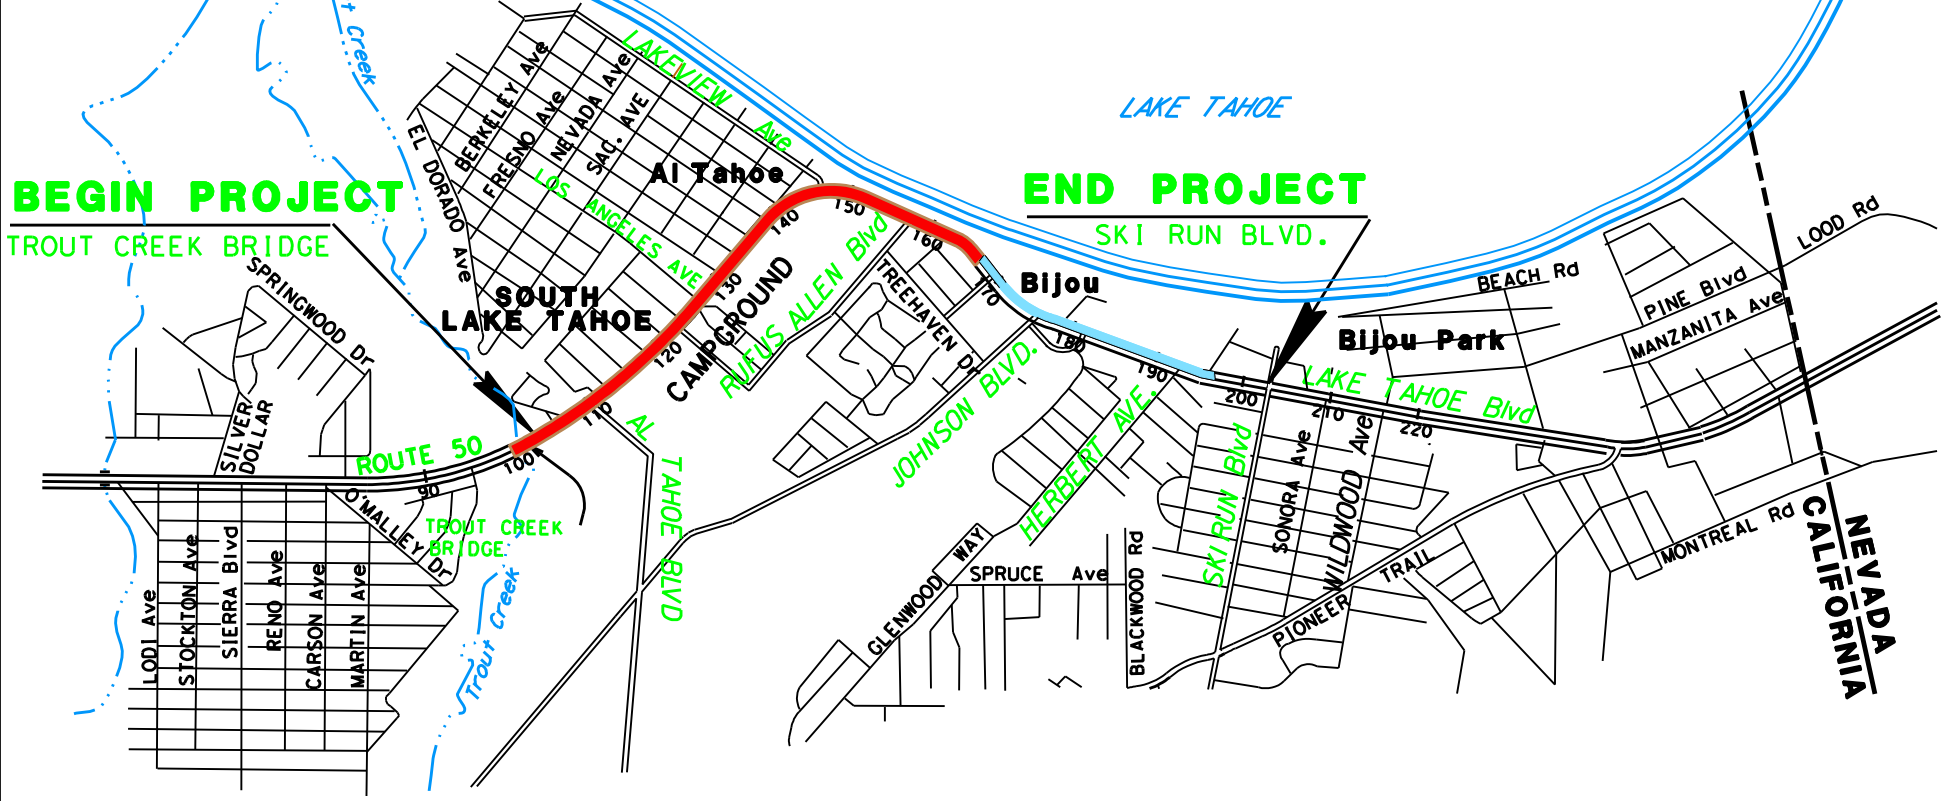 t Creek
LAKEVIEW Ave
LAKE TAHOE
BERKELEY Ave
FRESNO Ave
NEVADA Ave
SAC. AVE
EL DORADO Ave
Al Tahoe
LOS ANGELES AVE
BEGIN PROJECT
TROUT CREEK BRIDGE
END PROJECT
SKI RUN BLVD.
SPRINGWOOD Dr
SOUTH
LAKE TAHOE
CAMPGROUND
RUFUS ALLEN Blvd
TREEHAVEN Dr
Bijou
BEACH Rd
LOOD Rd
PINE Blvd
MANZANITA Ave
Bijou Park
LAKE TAHOE Blvd
90
100
110
120
130
140
150
160
170
180
190
200
210
220
SILVER
DOLLAR
ROUTE 50
AL TAHOE BLVD
JOHNSON BLVD.
HERBERT AVE.
SKI RUN Blvd
SONORA Ave
WILDWOOD Ave
O'MALLEY Dr
TROUT CREEK
BRIDGE
Trout Creek
LODI Ave
STOCKTON Ave
SIERRA Blvd
RENO Ave
CARSON Ave
MARTIN Ave
GLENWOOD WAY
SPRUCE Ave
BLACKWOOD Rd
PIONEER TRAIL
MONTREAL Rd
NEVADA
CALIFORNIA